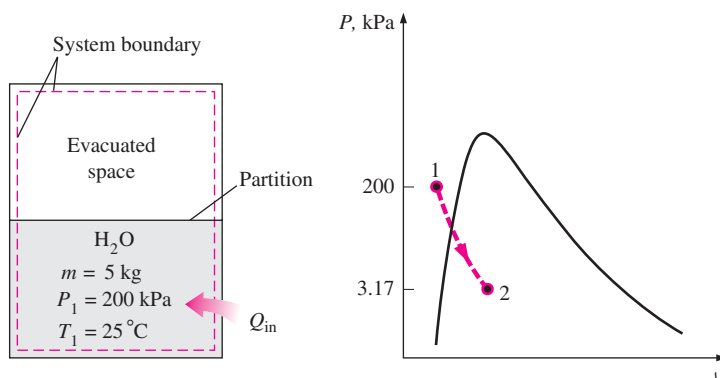 System boundary
Evacuated
space
Partition
H₂O
m = 5 kg
P₁ = 200 kPa
T₁ = 25 °C
Q_in
P, kPa
200
3.17
1
2